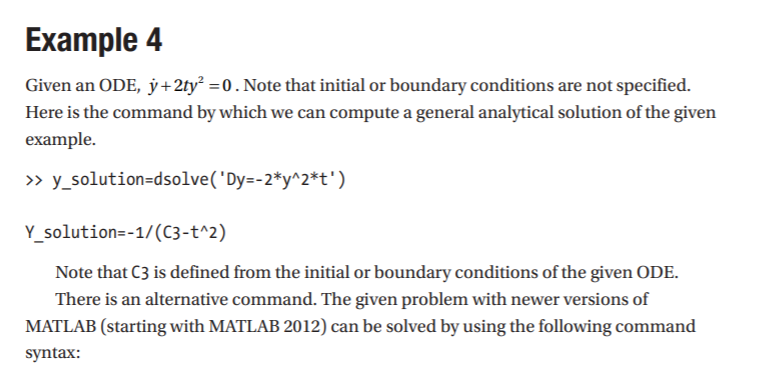 Example 4
Given an ODE, ẏ+2ty² =0. Note that initial or boundary conditions are not specified.
Here is the command by which we can compute a general analytical solution of the given
example.
>> y_solution=dsolve('Dy=-2*y^2*t')
Y_solution=-1/(C3-t^2)
Note that C3 is defined from the initial or boundary conditions of the given ODE.
There is an alternative command. The given problem with newer versions of
MATLAB (starting with MATLAB 2012) can be solved by using the following command
syntax: